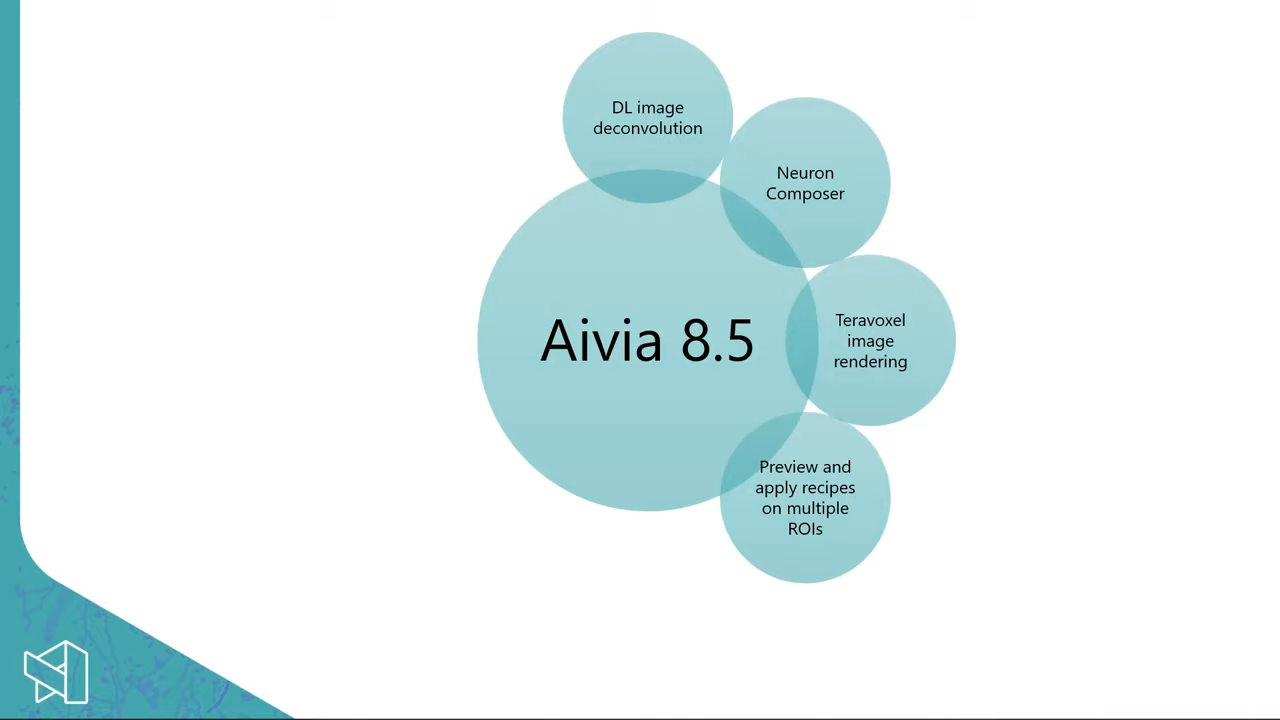 DL image
deconvolution
Neuron
Composer
Aivia 8.5
Teravoxel
image
rendering
Preview and
apply recipes
on multiple
ROIs